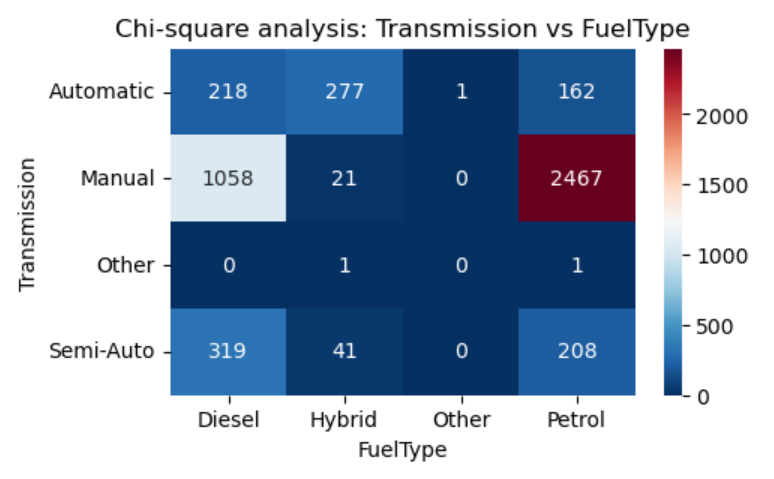 Chi-square analysis: Transmission vs FuelType
Transmission
Automatic 218 277 1 162
Manual 1058 21 0 2467
Other 0 1 0 1
Semi-Auto 319 41 0 208
Diesel Hybrid Other Petrol
FuelType
2000
1500
1000
500
0